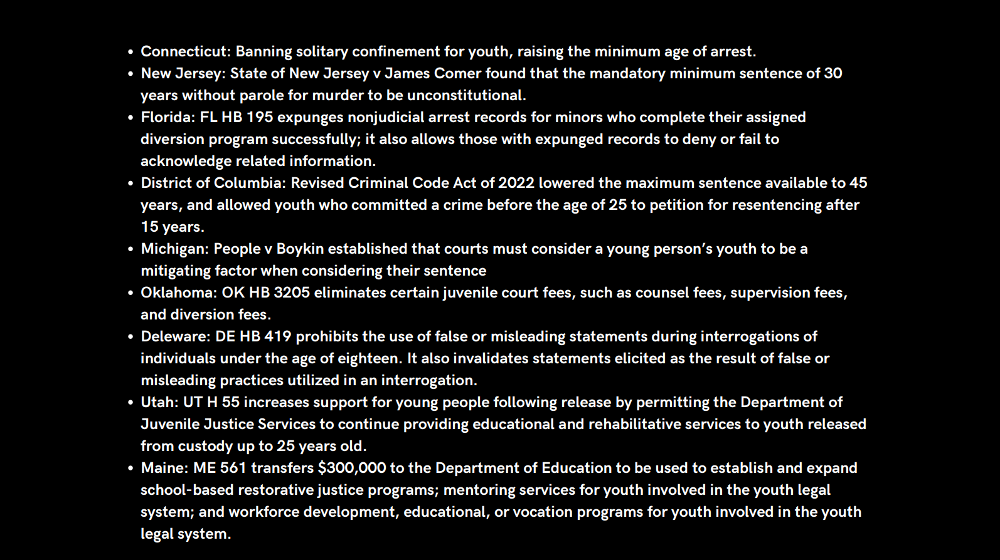 • Connecticut: Banning solitary confinement for youth, raising the minimum age of arrest.
• New Jersey: State of New Jersey v James Comer found that the mandatory minimum sentence of 30
years without parole for murder to be unconstitutional.
• Florida: FL HB 195 expunges nonjudicial arrest records for minors who complete their assigned
diversion program successfully; it also allows those with expunged records to deny or fail to
acknowledge related information.
• District of Columbia: Revised Criminal Code Act of 2022 lowered the maximum sentence available to 45
years, and allowed youth who committed a crime before the age of 25 to petition for resentencing after
15 years.
• Michigan: People v Boykin established that courts must consider a young person’s youth to be a
mitigating factor when considering their sentence
• Oklahoma: OK HB 3205 eliminates certain juvenile court fees, such as counsel fees, supervision fees,
and diversion fees.
• Deleware: DE HB 419 prohibits the use of false or misleading statements during interrogations of
individuals under the age of eighteen. It also invalidates statements elicited as the result of false or
misleading practices utilized in an interrogation.
• Utah: UT H 55 increases support for young people following release by permitting the Department of
Juvenile Justice Services to continue providing educational and rehabilitative services to youth released
from custody up to 25 years old.
• Maine: ME 561 transfers $300,000 to the Department of Education to be used to establish and expand
school-based restorative justice programs; mentoring services for youth involved in the youth legal
system; and workforce development, educational, or vocation programs for youth involved in the youth
legal system.